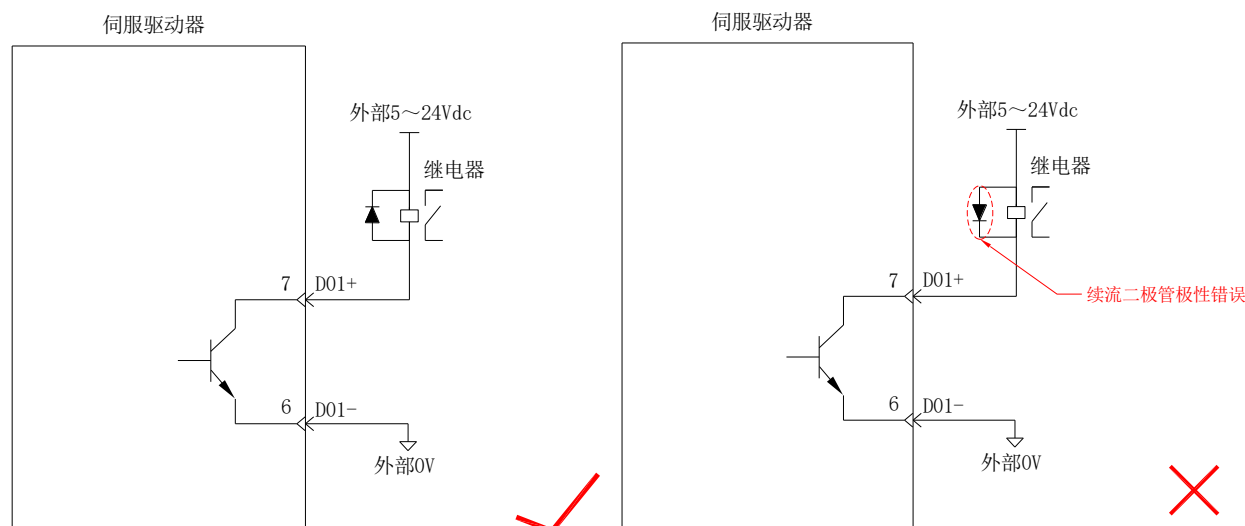 伺服驱动器
外部5～24Vdc
继电器
7 DO1+
6 DO1-
外部0V
伺服驱动器
外部5～24Vdc
继电器
7 DO1+
续流二极管极性错误
6 DO1-
外部0V